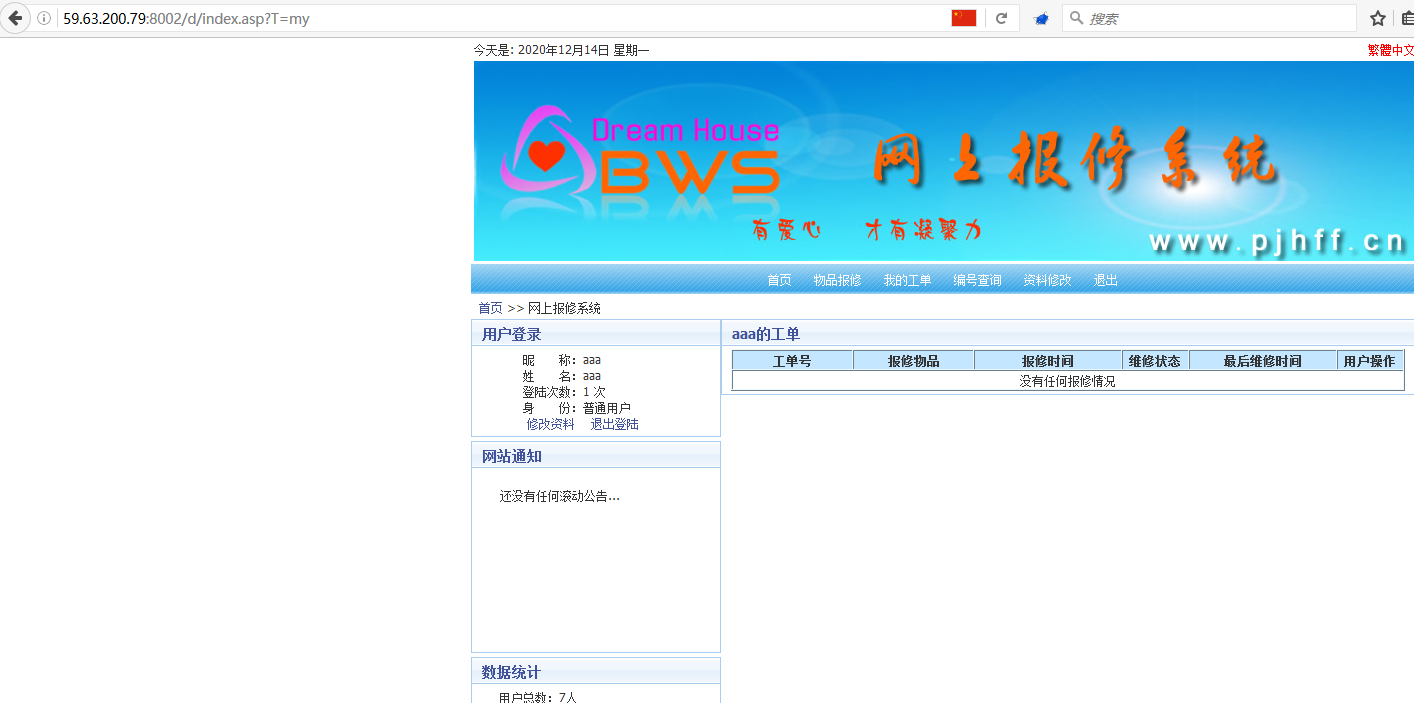 59.63.200.79:8002/d/index.asp?T=my
搜索
今天是: 2020年12月14日 星期一
繁體中文
Dream House
BWS
网上报修系统
有爱心 才有凝聚力
www.pjhff.cn
首页 物品报修 我的工单 编号查询 资料修改 退出
首页 >> 网上报修系统
用户登录
昵 称: aaa
姓 名: aaa
登陆次数: 1 次
身 份: 普通用户
修改资料 退出登陆
网站通知
还没有任何滚动公告...
数据统计
用户总数: 7人
aaa的工单
工单号 报修物品 报修时间 维修状态 最后维修时间 用户操作
没有任何报修情况